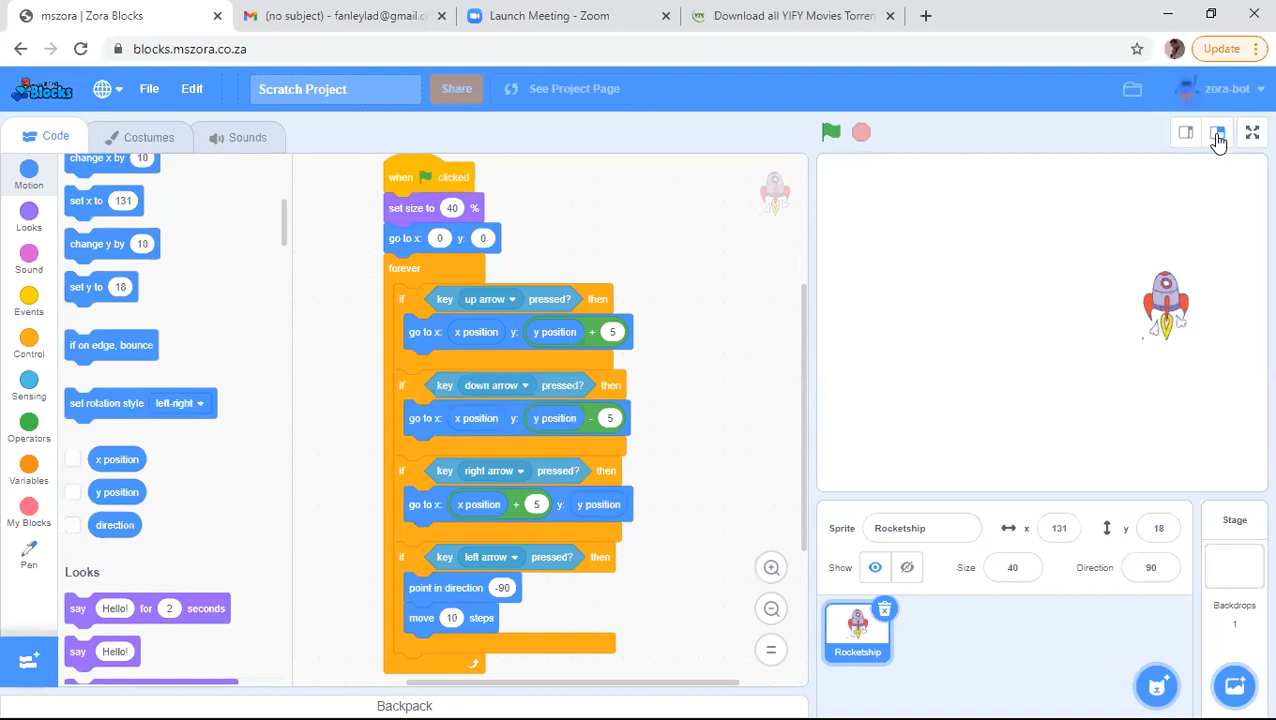 mszora | Zora Blocks
(no subject) - fanleylad@gmail.c
Launch Meeting - Zoom
YTS
Download all YIFY Movies Torren
blocks.mszora.co.za
Update
Blocks
File
Edit
Scratch Project
Share
See Project Page
zora-bot
Code
Costumes
Sounds
Motion
Looks
Sound
Events
Control
Sensing
Operators
Variables
My Blocks
Pen
change x by 10
set x to 131
change y by 10
set y to 18
if on edge, bounce
set rotation style left-right
x position
y position
direction
Looks
say Hello! for 2 seconds
say Hello!
when clicked
set size to 40 %
go to x: 0 y: 0
forever
if key up arrow pressed? then
go to x: x position y: y position + 5
if key down arrow pressed? then
go to x: x position y: y position - 5
if key right arrow pressed? then
go to x: x position + 5 y: y position
if key left arrow pressed? then
point in direction -90
move 10 steps
Backpack
Sprite Rocketship x 131 y 18
Show Size 40 Direction 90
Rocketship
Stage
Backdrops
1